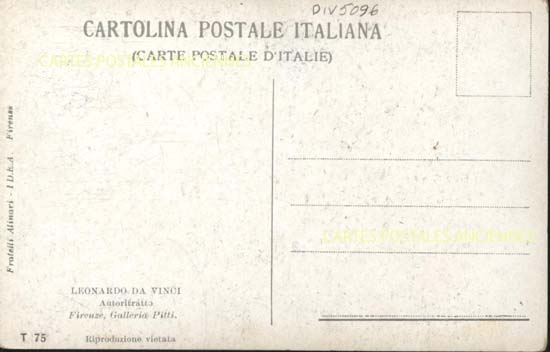 DIV5096
CARTOLINA POSTALE ITALIANA
(CARTE POSTALE D'ITALIE)
CARTES POSTALES ANCIENNES
Fratelli Alinari - I.D.E.A. Firenze
CARTES POSTALES ANCIENNES
LEONARDO DA VINCI
Autoritratto
Firenze, Galleria Pitti.
T 75
Riproduzione vietata